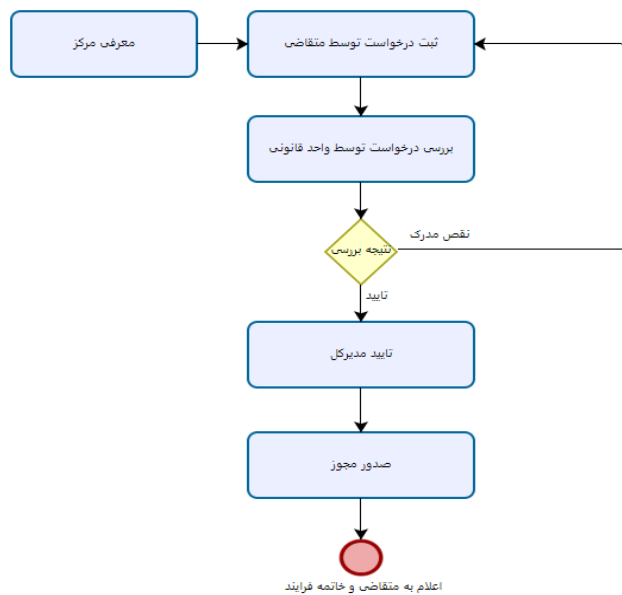 معرفی مرکز
ثبت درخواست توسط متقاضی
بررسی درخواست توسط واحد قانونی
نتیجه بررسی
نقص مدرک
تایید
تایید مدیرکل
صدور مجوز
اعلام به متقاضی و خاتمه فرایند